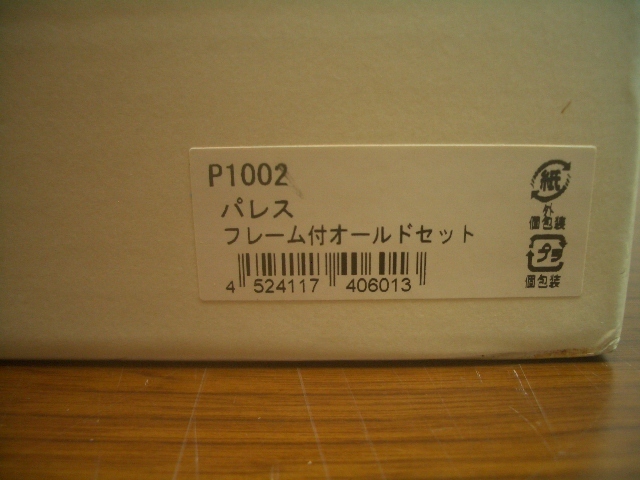 P1002
パレス
フレーム付オールドセット
4 524117 406013
紙
外
個包装
プラ
個包装